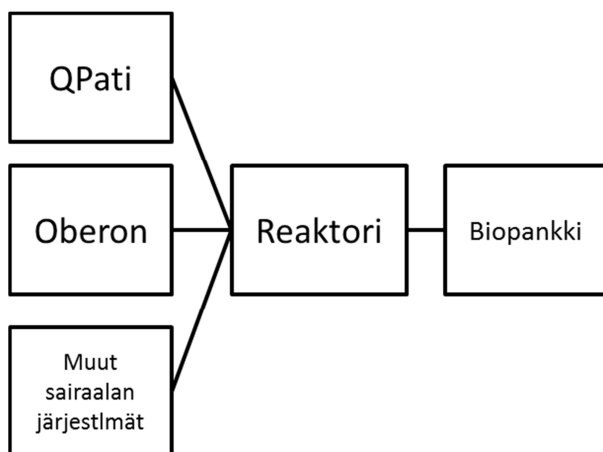 QPati
Oberon
Muut
sairaalan
järjestlmät
Reaktori
Biopankki